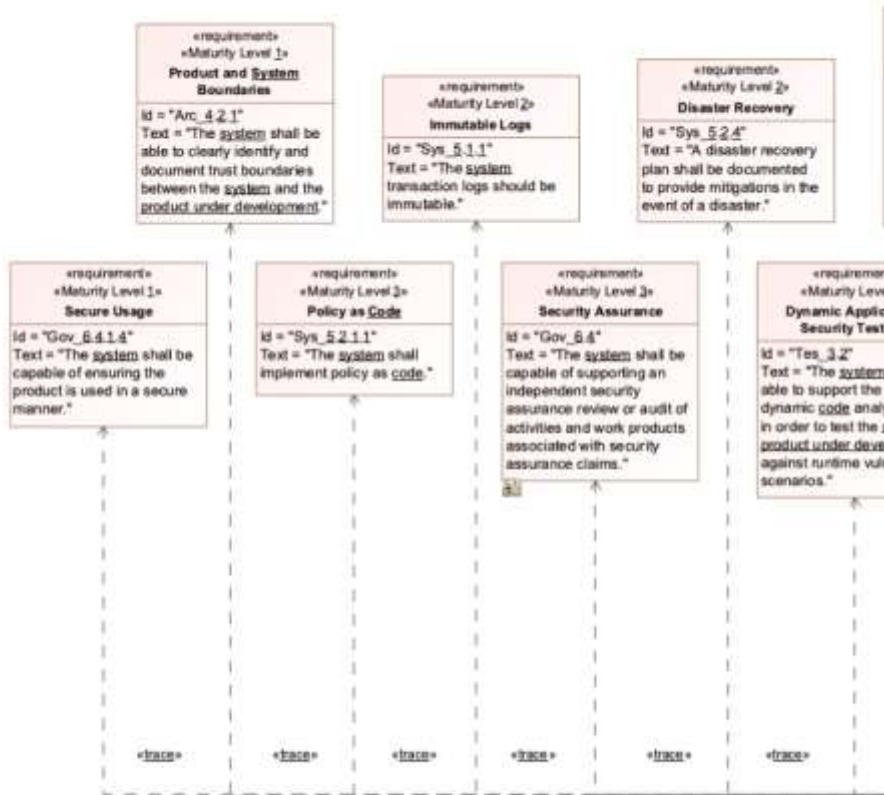 «requirement»
«Maturity Level 1»
Product and System
Boundaries
Id = "Arc_4.2.1"
Text = "The system shall be
able to clearly identify and
document trust boundaries
between the system and the
product under development."
«requirement»
«Maturity Level 2»
Immutable Logs
Id = "Sys_5.1.1"
Text = "The system
transaction logs should be
immutable."
«requirement»
«Maturity Level 2»
Disaster Recovery
Id = "Sys_5.2.4"
Text = "A disaster recovery
plan shall be documented
to provide mitigations in the
event of a disaster."
«requirement»
«Maturity Level 1»
Secure Usage
Id = "Gov_6.4.1.4"
Text = "The system shall be
capable of ensuring the
product is used in a secure
manner."
«requirement»
«Maturity Level 3»
Policy as Code
Id = "Sys_5.2.1.1"
Text = "The system shall
implement policy as code."
«requirement»
«Maturity Level 3»
Security Assurance
Id = "Gov_6.4"
Text = "The system shall be
capable of supporting an
independent security
assurance review or audit of
activities and work products
associated with security
assurance claims."
«requiremen
«Maturity Leve
Dynamic Applic
Security Test
Id = "Tes_3.2"
Text = "The system
able to support the
dynamic code analy
in order to test the
product under deve
against runtime vuln
scenarios."
«trace»
«trace»
«trace»
«trace»
«trace»
«trace»